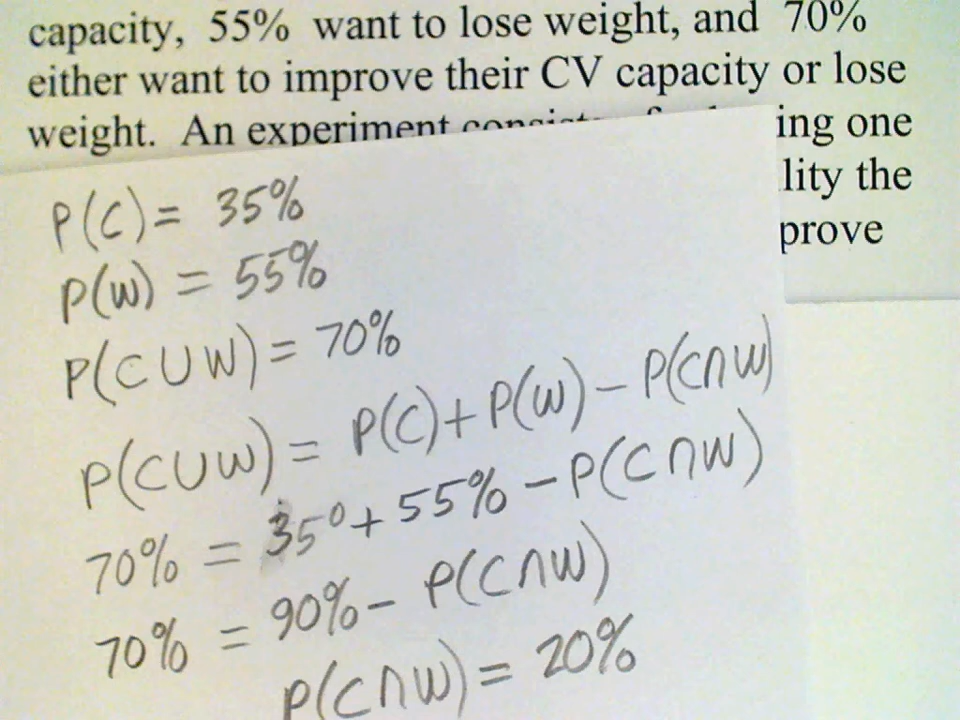 capacity, 55% want to lose weight, and 70%
either want to improve their CV capacity or lose
weight. An experiment ing one
lity the
prove
P(C) = 35%
P(W) = 55%
P(C∪W) = 70%
P(C∪W) = P(C) + P(W) - P(C∩W)
70% = 35% + 55% - P(C∩W)
70% = 90% - P(C∩W)
P(C∩W) = 20%